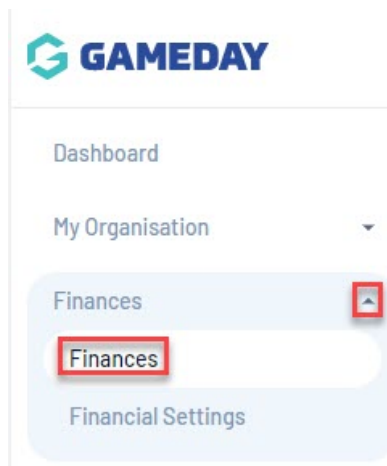 GAMEDAY
Dashboard
My Organisation
Finances
Finances
Financial Settings